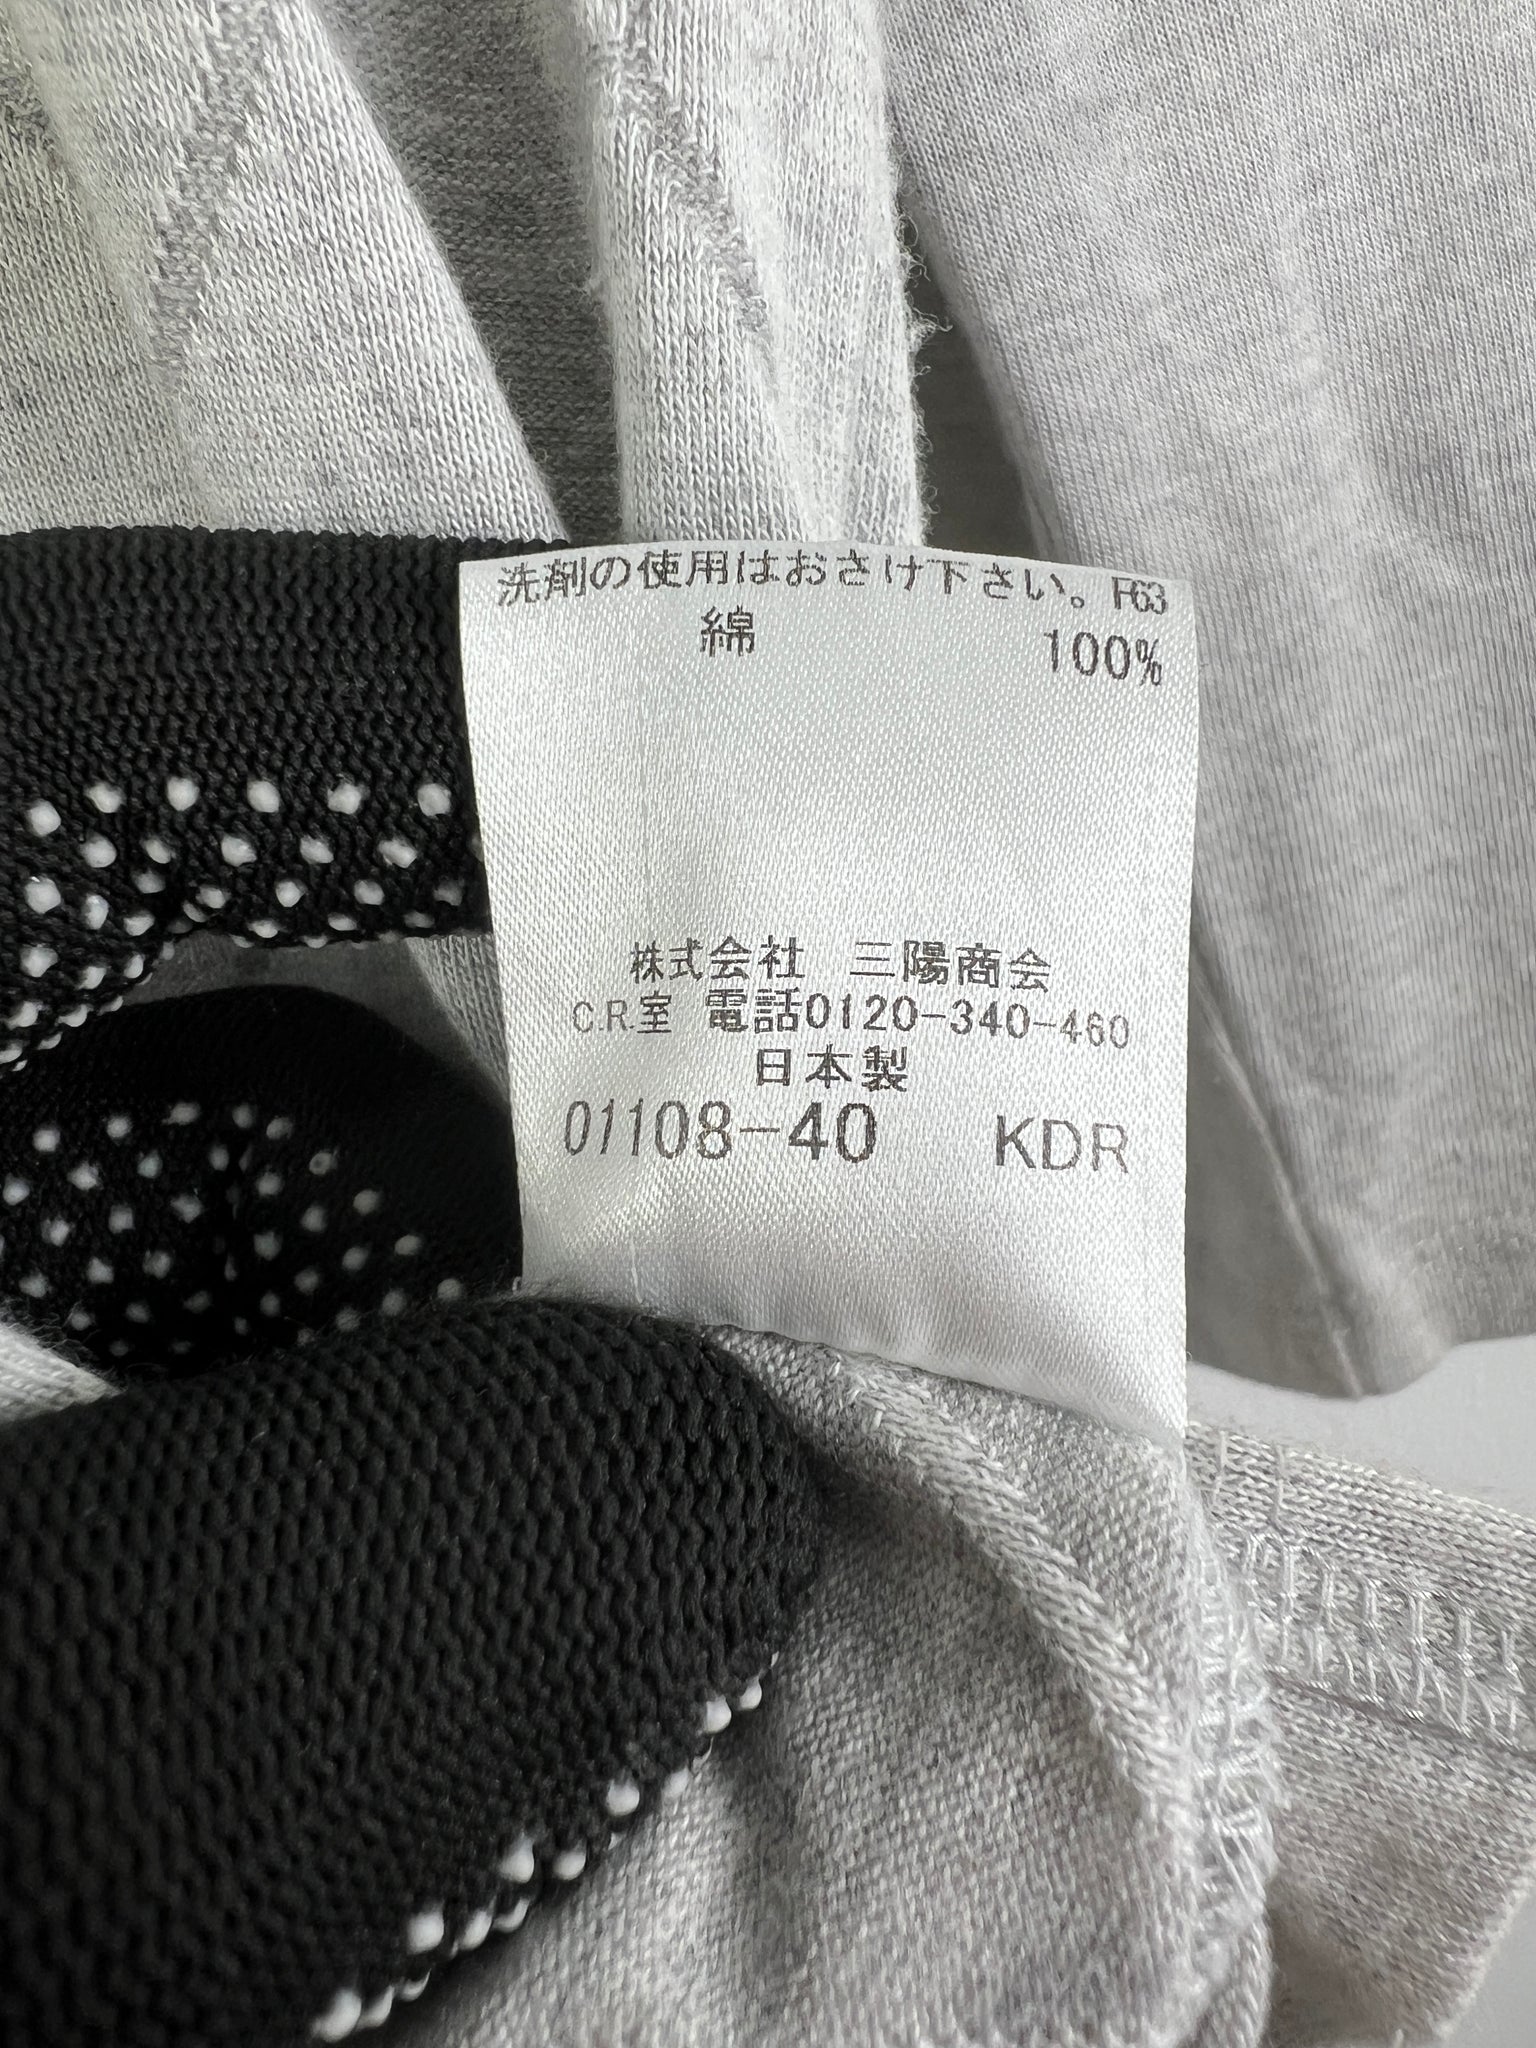 洗剤の使用はおさけ下さい。F63
綿 100%
株式会社 三陽商会
C.R.室 電話0120-340-460
日本製
01108-40 KDR